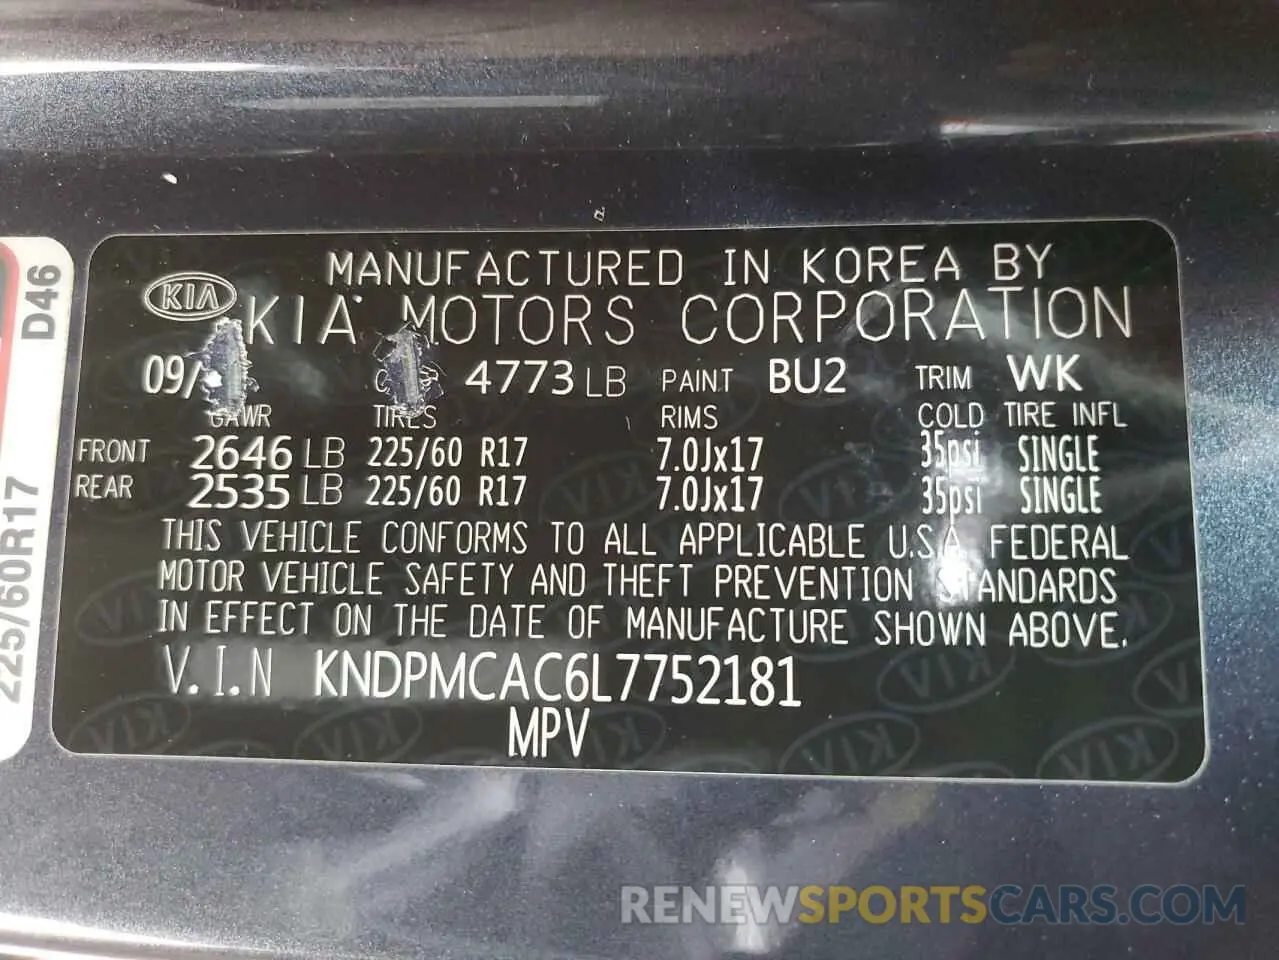 MANUFACTURED IN KOREA BY
KIA KIA MOTORS CORPORATION
09/ 4773 LB PAINT BU2 TRIM WK
GAWR TIRES RIMS COLD TIRE INFL
FRONT 2646 LB 225/60 R17 7.0Jx17 35psi SINGLE
REAR 2535 LB 225/60 R17 7.0Jx17 35psi SINGLE
THIS VEHICLE CONFORMS TO ALL APPLICABLE U.S.A. FEDERAL
MOTOR VEHICLE SAFETY AND THEFT PREVENTION STANDARDS
IN EFFECT ON THE DATE OF MANUFACTURE SHOWN ABOVE.
V.I.N KNDPMCAC6L7752181
MPV
225/60R17 D46
RENEWSPORTSCARS.COM